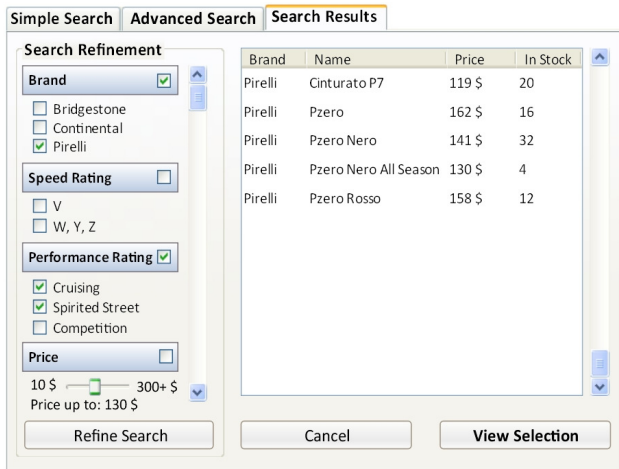 Simple Search Advanced Search Search Results
Search Refinement
Brand
Bridgestone
Continental
Pirelli
Speed Rating
V
W, Y, Z
Performance Rating
Cruising
Spirited Street
Competition
Price
10 $ 300+ $
Price up to: 130 $
Refine Search
Brand Name Price In Stock
Pirelli Cinturato P7 119 $ 20
Pirelli Pzero 162 $ 16
Pirelli Pzero Nero 141 $ 32
Pirelli Pzero Nero All Season 130 $ 4
Pirelli Pzero Rosso 158 $ 12
Cancel View Selection